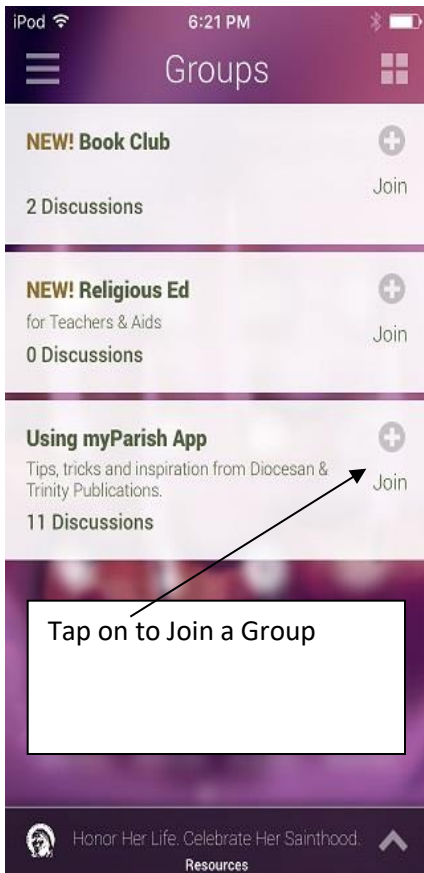 iPod 6:21 PM
Groups
NEW! Book Club
Join
2 Discussions
NEW! Religious Ed
for Teachers & Aids
Join
0 Discussions
Using myParish App
Tips, tricks and inspiration from Diocesan &
Trinity Publications.
Join
11 Discussions
Tap on to Join a Group
Honor Her Life. Celebrate Her Sainthood.
Resources